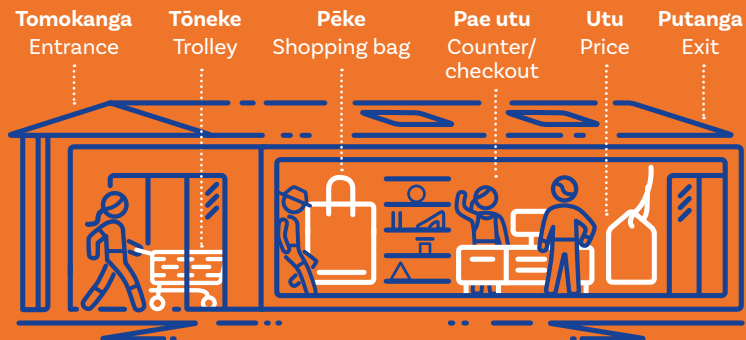 Tomokanga
Entrance
Tōneke
Trolley
Pēke
Shopping bag
Pae utu
Counter/
checkout
Utu
Price
Putanga
Exit